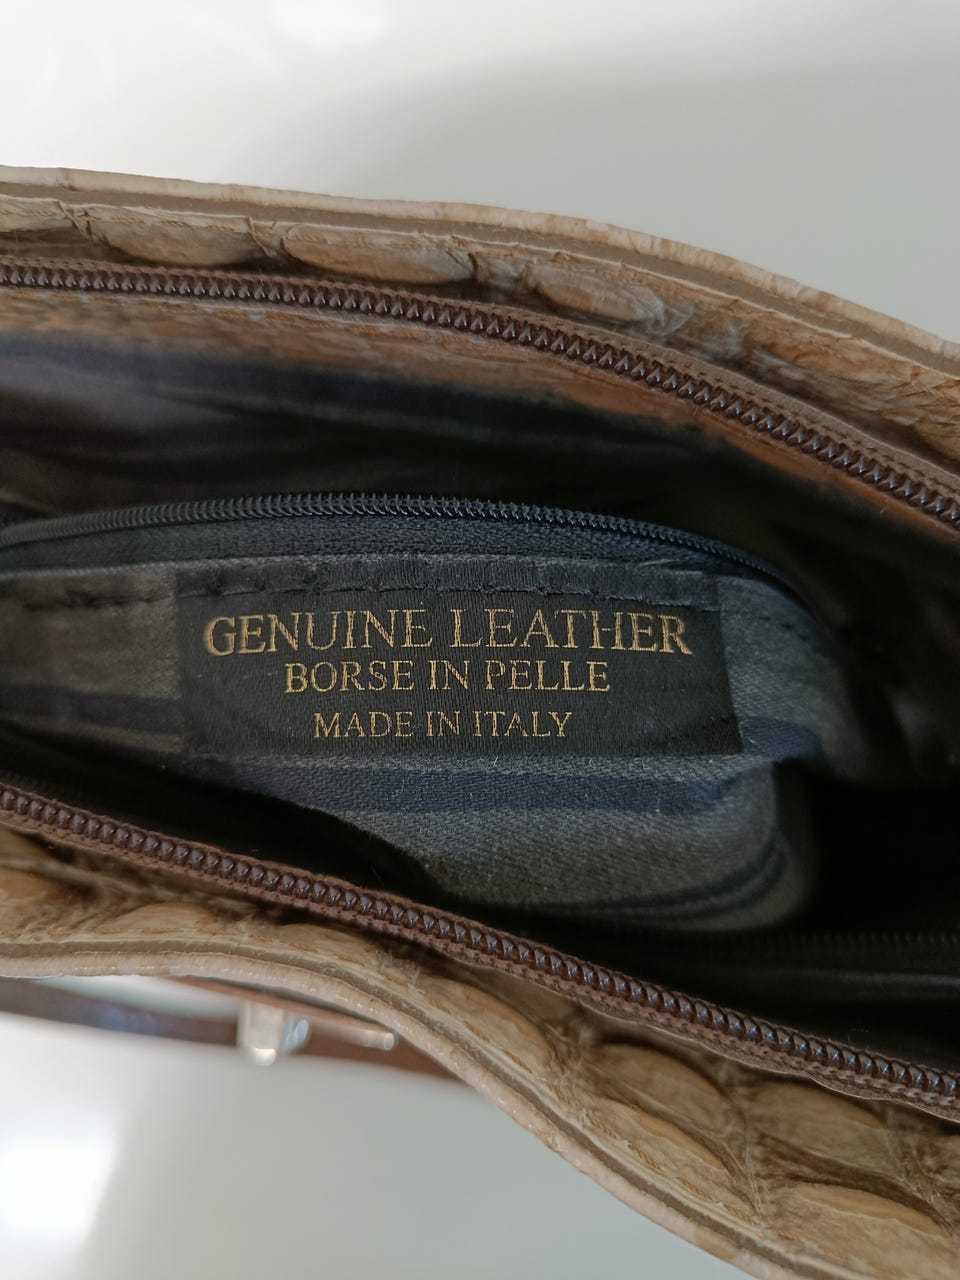 GENUINE LEATHER
BORSE IN PELLE
MADE IN ITALY